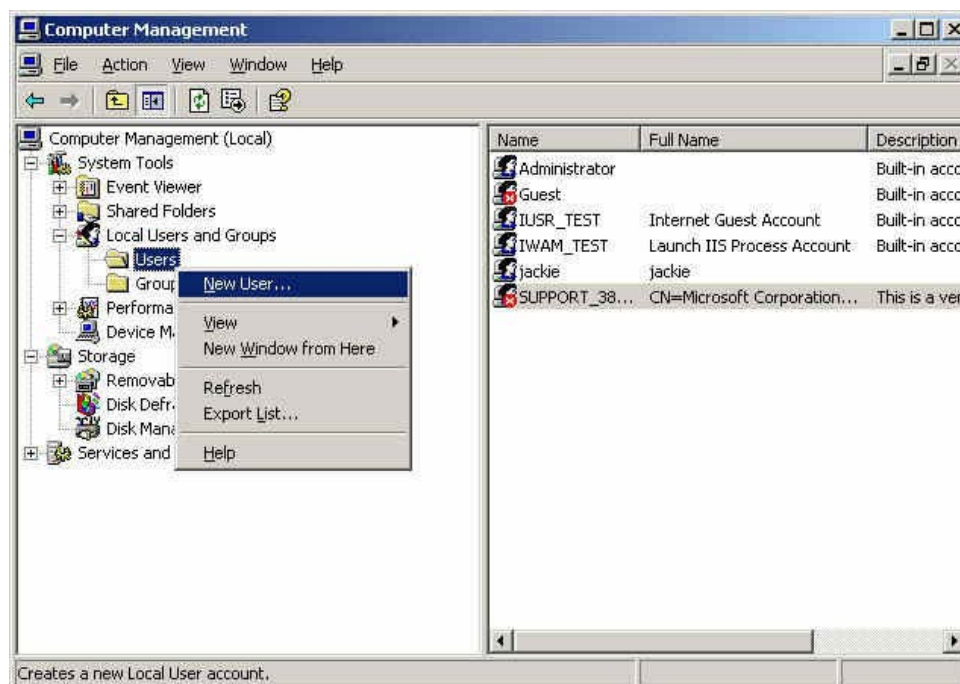 Computer Management
File Action View Window Help
Computer Management (Local)
System Tools
Event Viewer
Shared Folders
Local Users and Groups
Users
Group
Performa
Device M
Storage
Removab
Disk Defr
Disk Mana
Services and
New User...
View
New Window from Here
Refresh
Export List...
Help
Name Full Name Description
Administrator Built-in acco
Guest Built-in acco
IUSR_TEST Internet Guest Account Built-in acco
IWAM_TEST Launch IIS Process Account Built-in acco
jackie jackie
SUPPORT_38... CN=Microsoft Corporation... This is a ver
Creates a new Local User account.